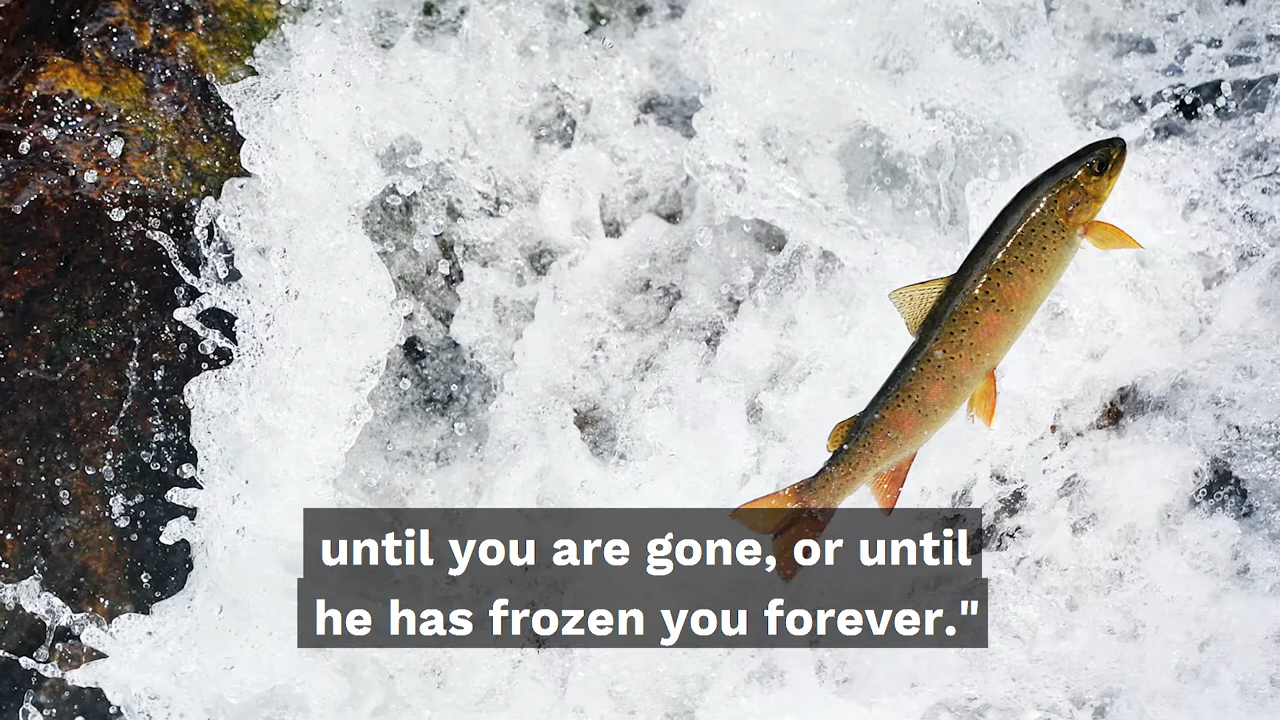 until you are gone, or until
he has frozen you forever."